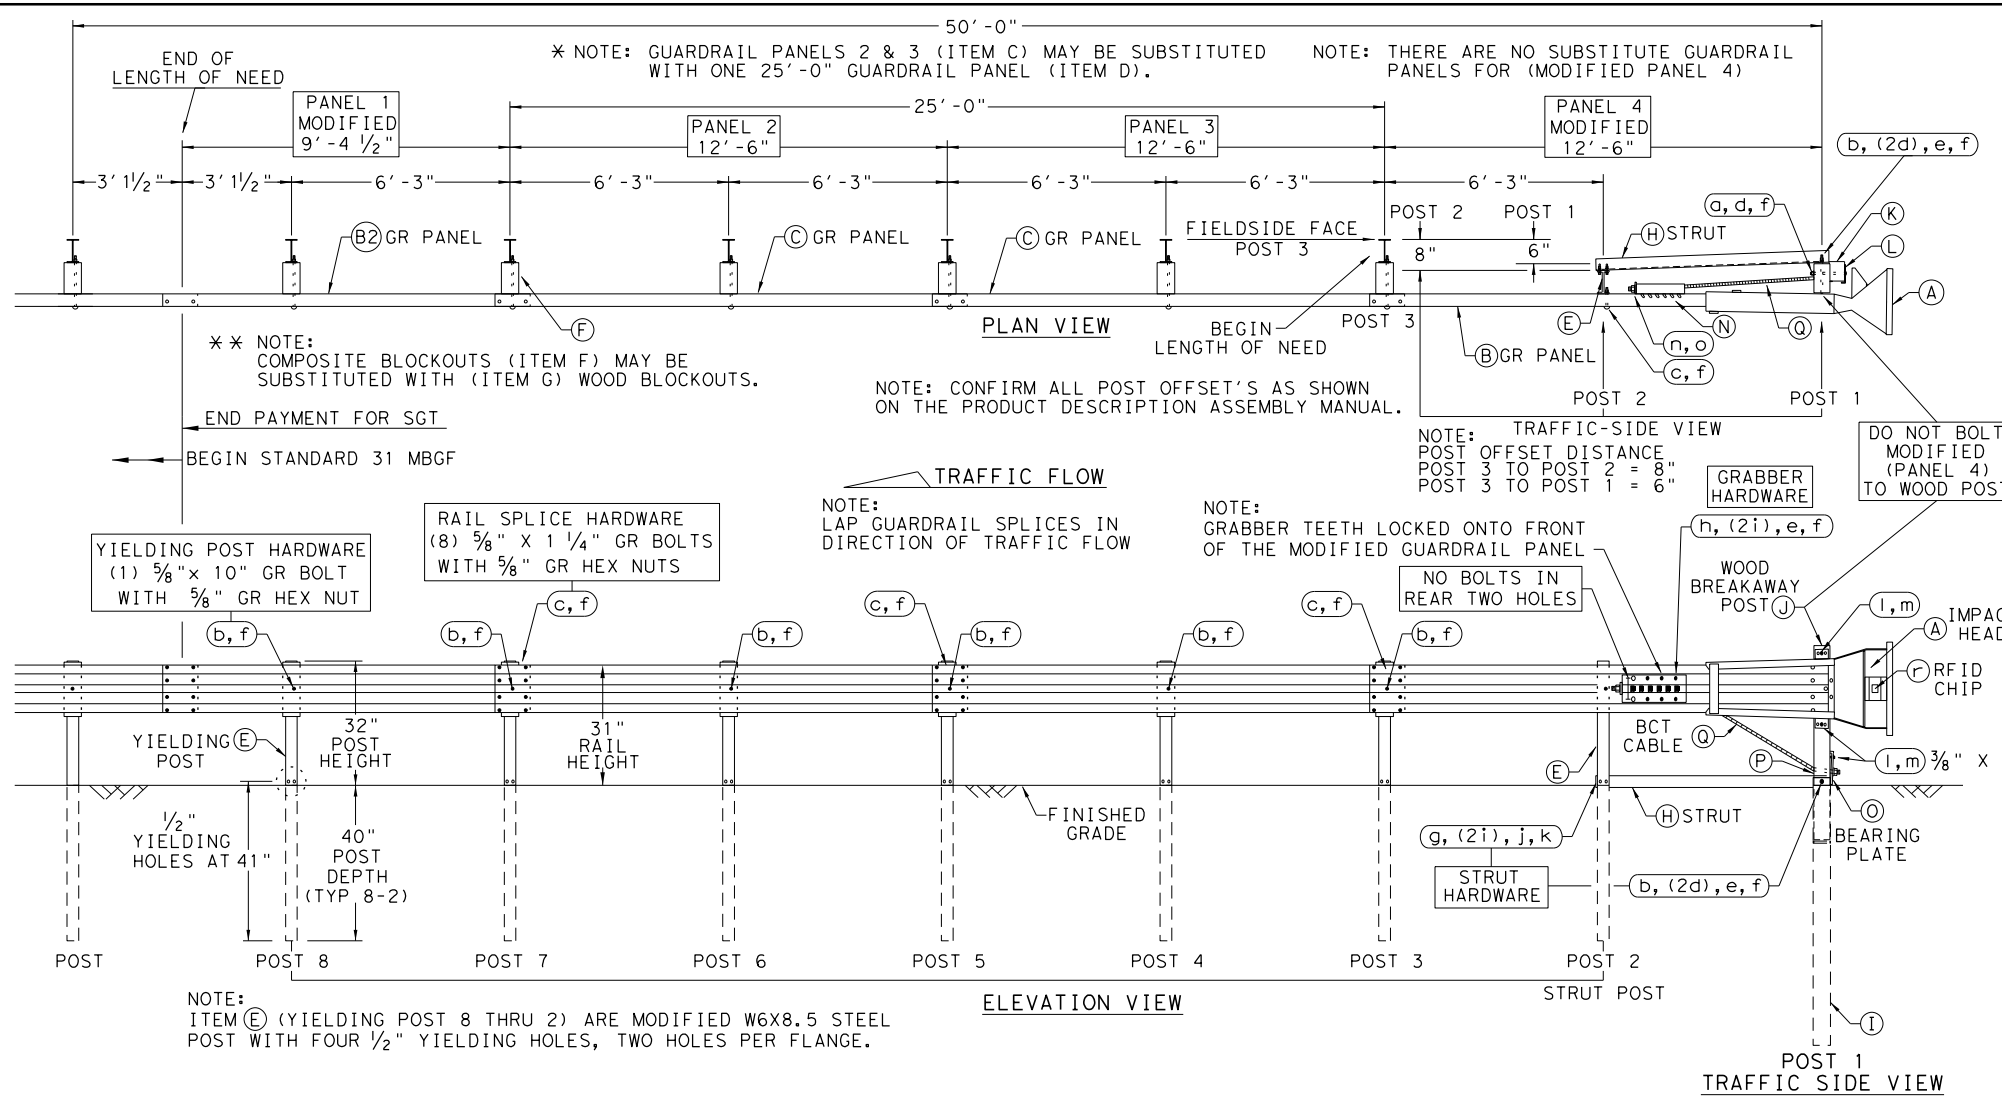 50'-0"
END OF
LENGTH OF NEED
* NOTE: GUARDRAIL PANELS 2 & 3 (ITEM C) MAY BE SUBSTITUTED
WITH ONE 25'-0" GUARDRAIL PANEL (ITEM D).
NOTE: THERE ARE NO SUBSTITUTE GUARDRAIL
PANELS FOR (MODIFIED PANEL 4)
PANEL 1
MODIFIED
9'-4 1/2"
25'-0"
PANEL 2
12'-6"
PANEL 3
12'-6"
PANEL 4
MODIFIED
12'-6"
b, (2d), e, f
3' 1/2"
3' 1/2"
6'-3"
6'-3"
6'-3"
6'-3"
6'-3"
6'-3"
POST 2
POST 1
a, d, f
K
B2 GR PANEL
C GR PANEL
C GR PANEL
FIELDSIDE FACE
POST 3
8"
6"
H STRUT
L
A
F
PLAN VIEW
BEGIN
LENGTH OF NEED
POST 3
E
N
Q
n, o
B GR PANEL
c, f
** NOTE:
COMPOSITE BLOCKOUTS (ITEM F) MAY BE
SUBSTITUTED WITH (ITEM G) WOOD BLOCKOUTS.
NOTE: CONFIRM ALL POST OFFSET'S AS SHOWN
ON THE PRODUCT DESCRIPTION ASSEMBLY MANUAL.
POST 2
POST 1
END PAYMENT FOR SGT
BEGIN STANDARD 31 MBGF
TRAFFIC-SIDE VIEW
NOTE:
POST OFFSET DISTANCE
POST 3 TO POST 2 = 8"
POST 3 TO POST 1 = 6"
DO NOT BOLT
MODIFIED
(PANEL 4)
TO WOOD POST
TRAFFIC FLOW
NOTE:
LAP GUARDRAIL SPLICES IN
DIRECTION OF TRAFFIC FLOW
NOTE:
GRABBER TEETH LOCKED ONTO FRONT
OF THE MODIFIED GUARDRAIL PANEL
GRABBER
HARDWARE
h, (2i), e, f
YIELDING POST HARDWARE
(1) 5/8"x 10" GR BOLT
WITH 5/8" GR HEX NUT
RAIL SPLICE HARDWARE
(8) 5/8" X 1 1/4" GR BOLTS
WITH 5/8" GR HEX NUTS
NO BOLTS IN
REAR TWO HOLES
WOOD
BREAKAWAY
POST J
l, m
A IMPAC
HEAD
r RFID
CHIP
c, f
c, f
c, f
b, f
b, f
b, f
b, f
b, f
b, f
YIELDING E
POST
32"
POST
HEIGHT
31"
RAIL
HEIGHT
BCT
CABLE
Q
E
P
l, m 3/8" X
1/2"
YIELDING
HOLES AT 41"
40"
POST
DEPTH
(TYP 8-2)
FINISHED
GRADE
g, (2i), j, k
H STRUT
O
BEARING
PLATE
STRUT
HARDWARE
b, (2d), e, f
POST
POST 8
POST 7
POST 6
POST 5
POST 4
POST 3
POST 2
STRUT POST
ELEVATION VIEW
NOTE:
ITEM E (YIELDING POST 8 THRU 2) ARE MODIFIED W6X8.5 STEEL
POST WITH FOUR 1/2" YIELDING HOLES, TWO HOLES PER FLANGE.
I
POST 1
TRAFFIC SIDE VIEW